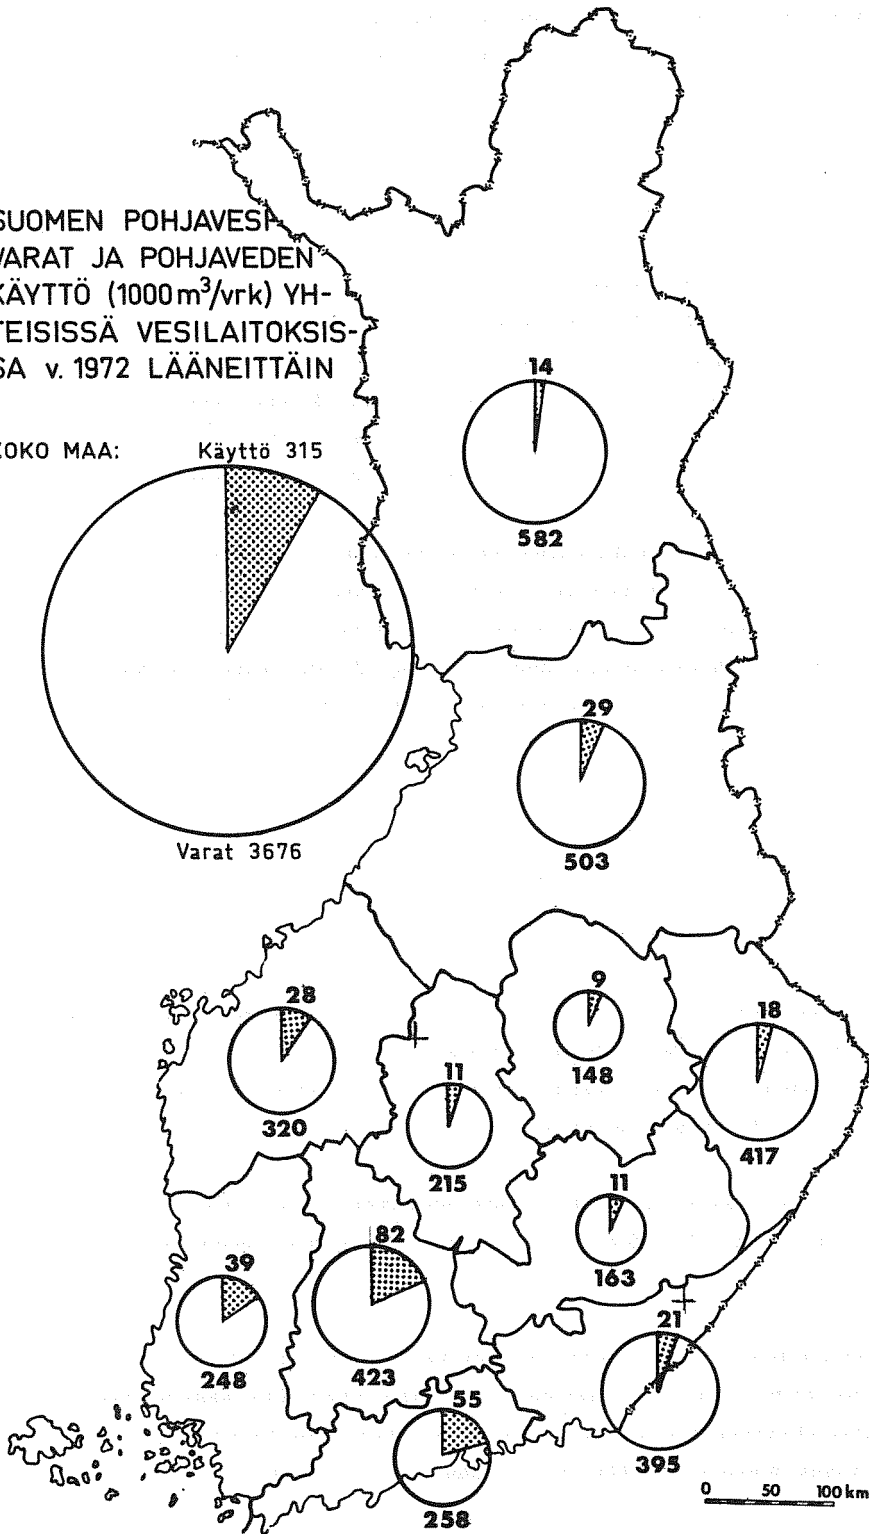 SUOMEN POHJAVESI-
VARAT JA POHJAVEDEN
KÄYTTÖ (1000 m³/vrk) YH-
TEISISSÄ VESILAITOKSIS-
SA v. 1972 LÄÄNEITTÄIN
KOKO MAA:
Käyttö 315
Varat 3676
14
582
29
503
28
320
9
148
18
417
11
215
11
163
39
248
82
423
21
395
55
258
0 50 100 km